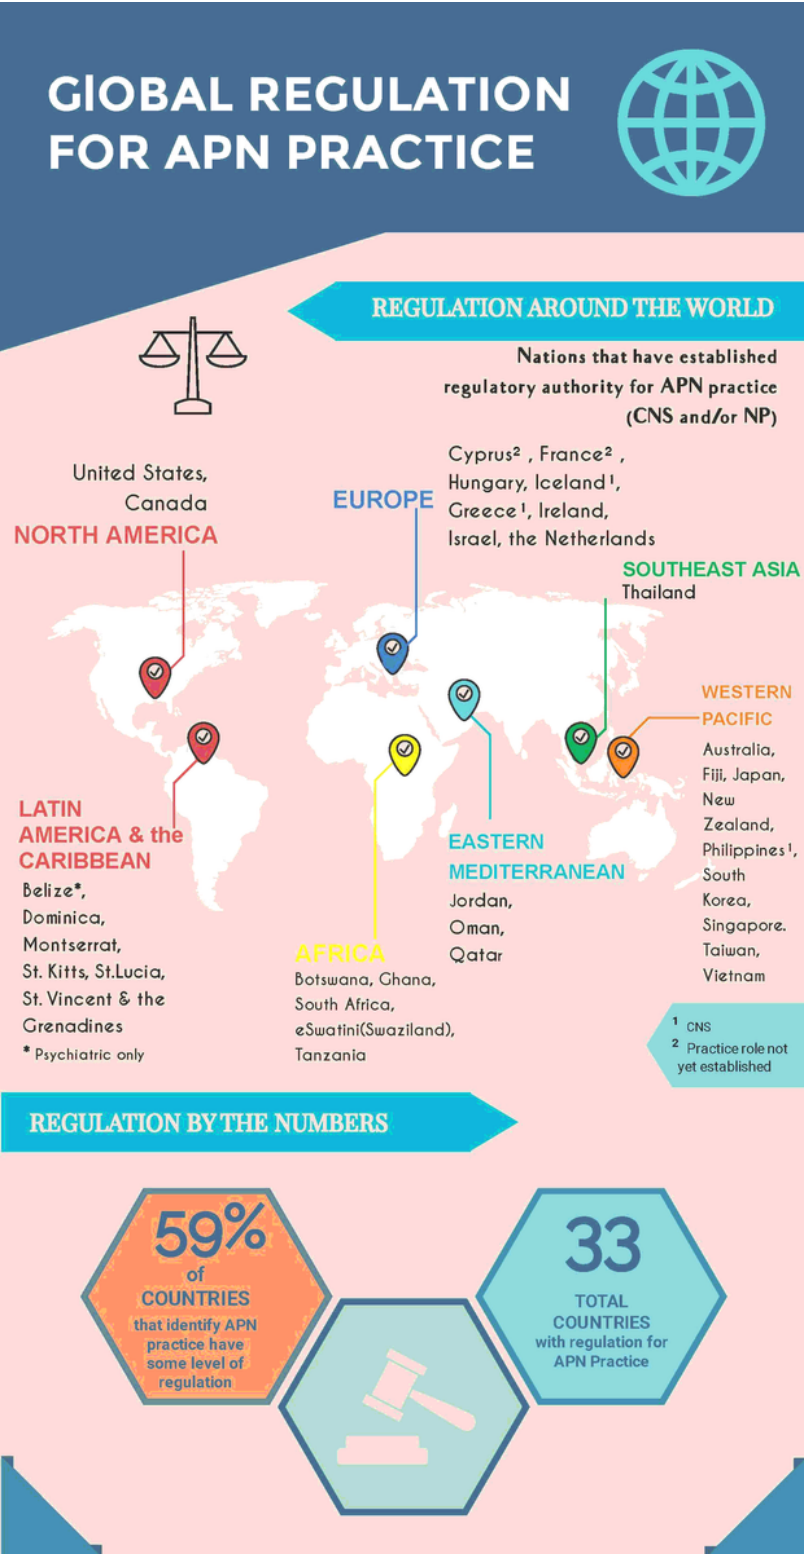 GlOBAL REGULATION
FOR APN PRACTICE
REGULATION AROUND THE WORLD
Nations that have established
regulatory authority for APN practice
(CNS and/or NP)
United States,
Canada
NORTH AMERICA
EUROPE
Cyprus² , France² ,
Hungary, Iceland¹,
Greece¹, Ireland,
Israel, the Netherlands
SOUTHEAST ASIA
Thailand
WESTERN
PACIFIC
Australia,
Fiji, Japan,
New
Zealand,
Philippines¹,
South
Korea,
Singapore.
Taiwan,
Vietnam
LATIN
AMERICA & the
CARIBBEAN
Belize*,
Dominica,
Montserrat,
St. Kitts, St.Lucia,
St. Vincent & the
Grenadines
* Psychiatric only
EASTERN
MEDITERRANEAN
Jordan,
Oman,
Qatar
AFRICA
Botswana, Ghana,
South Africa,
eSwatini(Swaziland),
Tanzania
¹ CNS
² Practice role not
yet established
REGULATION BY THE NUMBERS
59%
of
COUNTRIES
that identify APN
practice have
some level of
regulation
33
TOTAL
COUNTRIES
with regulation for
APN Practice